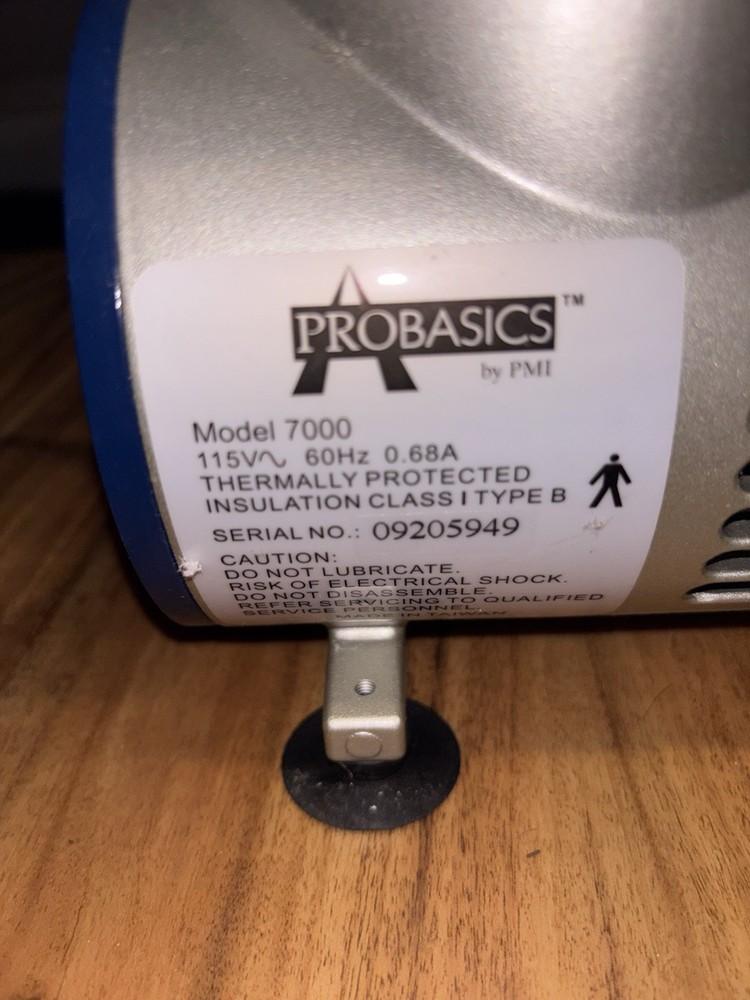 PROBASICS™
by PMI
Model 7000
115V∿ 60Hz 0.68A
THERMALLY PROTECTED
INSULATION CLASS I TYPE B
SERIAL NO.: 09205949
CAUTION:
DO NOT LUBRICATE.
RISK OF ELECTRICAL SHOCK.
DO NOT DISASSEMBLE.
REFER SERVICING TO QUALIFIED
SERVICE PERSONNEL.
MADE IN TAIWAN